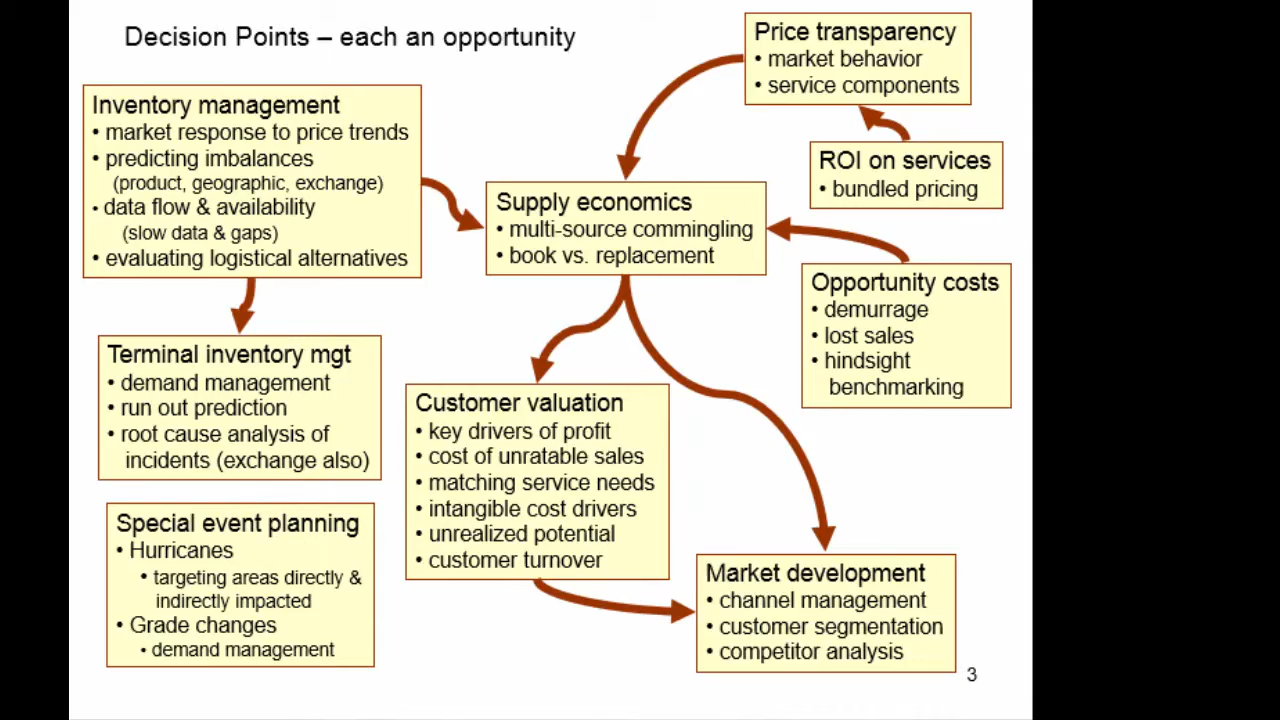 Decision Points – each an opportunity
Price transparency
• market behavior
• service components
Inventory management
• market response to price trends
• predicting imbalances
(product, geographic, exchange)
• data flow & availability
(slow data & gaps)
• evaluating logistical alternatives
ROI on services
• bundled pricing
Supply economics
• multi-source commingling
• book vs. replacement
Opportunity costs
• demurrage
• lost sales
• hindsight
benchmarking
Terminal inventory mgt
• demand management
• run out prediction
• root cause analysis of
incidents (exchange also)
Customer valuation
• key drivers of profit
• cost of unratable sales
• matching service needs
• intangible cost drivers
• unrealized potential
• customer turnover
Special event planning
• Hurricanes
• targeting areas directly &
indirectly impacted
• Grade changes
• demand management
Market development
• channel management
• customer segmentation
• competitor analysis
3